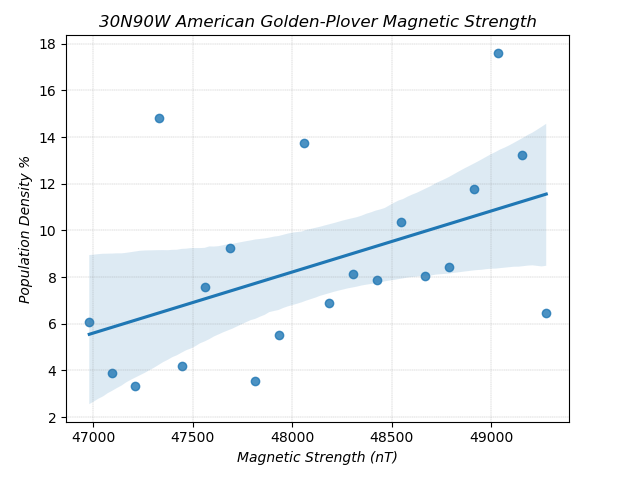 30N90W American Golden-Plover Magnetic Strength
18
16
14
12
10
8
6
4
2
Population Density %
47000 47500 48000 48500 49000
Magnetic Strength (nT)